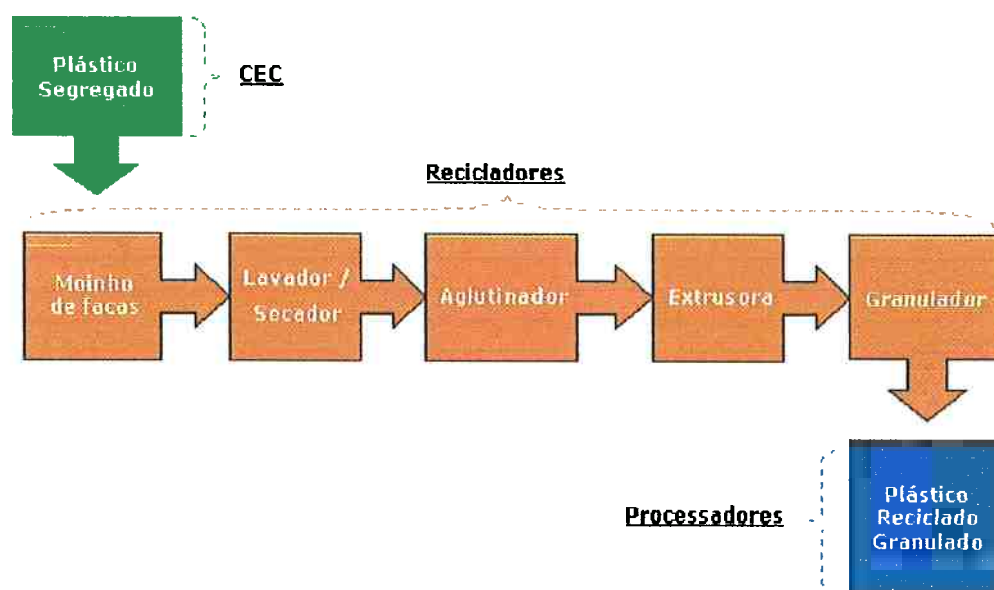 Plástico
Segregado
CEC
Recicladores
Moinho
de facas
Lavador /
Secador
Aglutinador
Extrusora
Granulador
Processadores
Plástico
Reciclado
Granulado